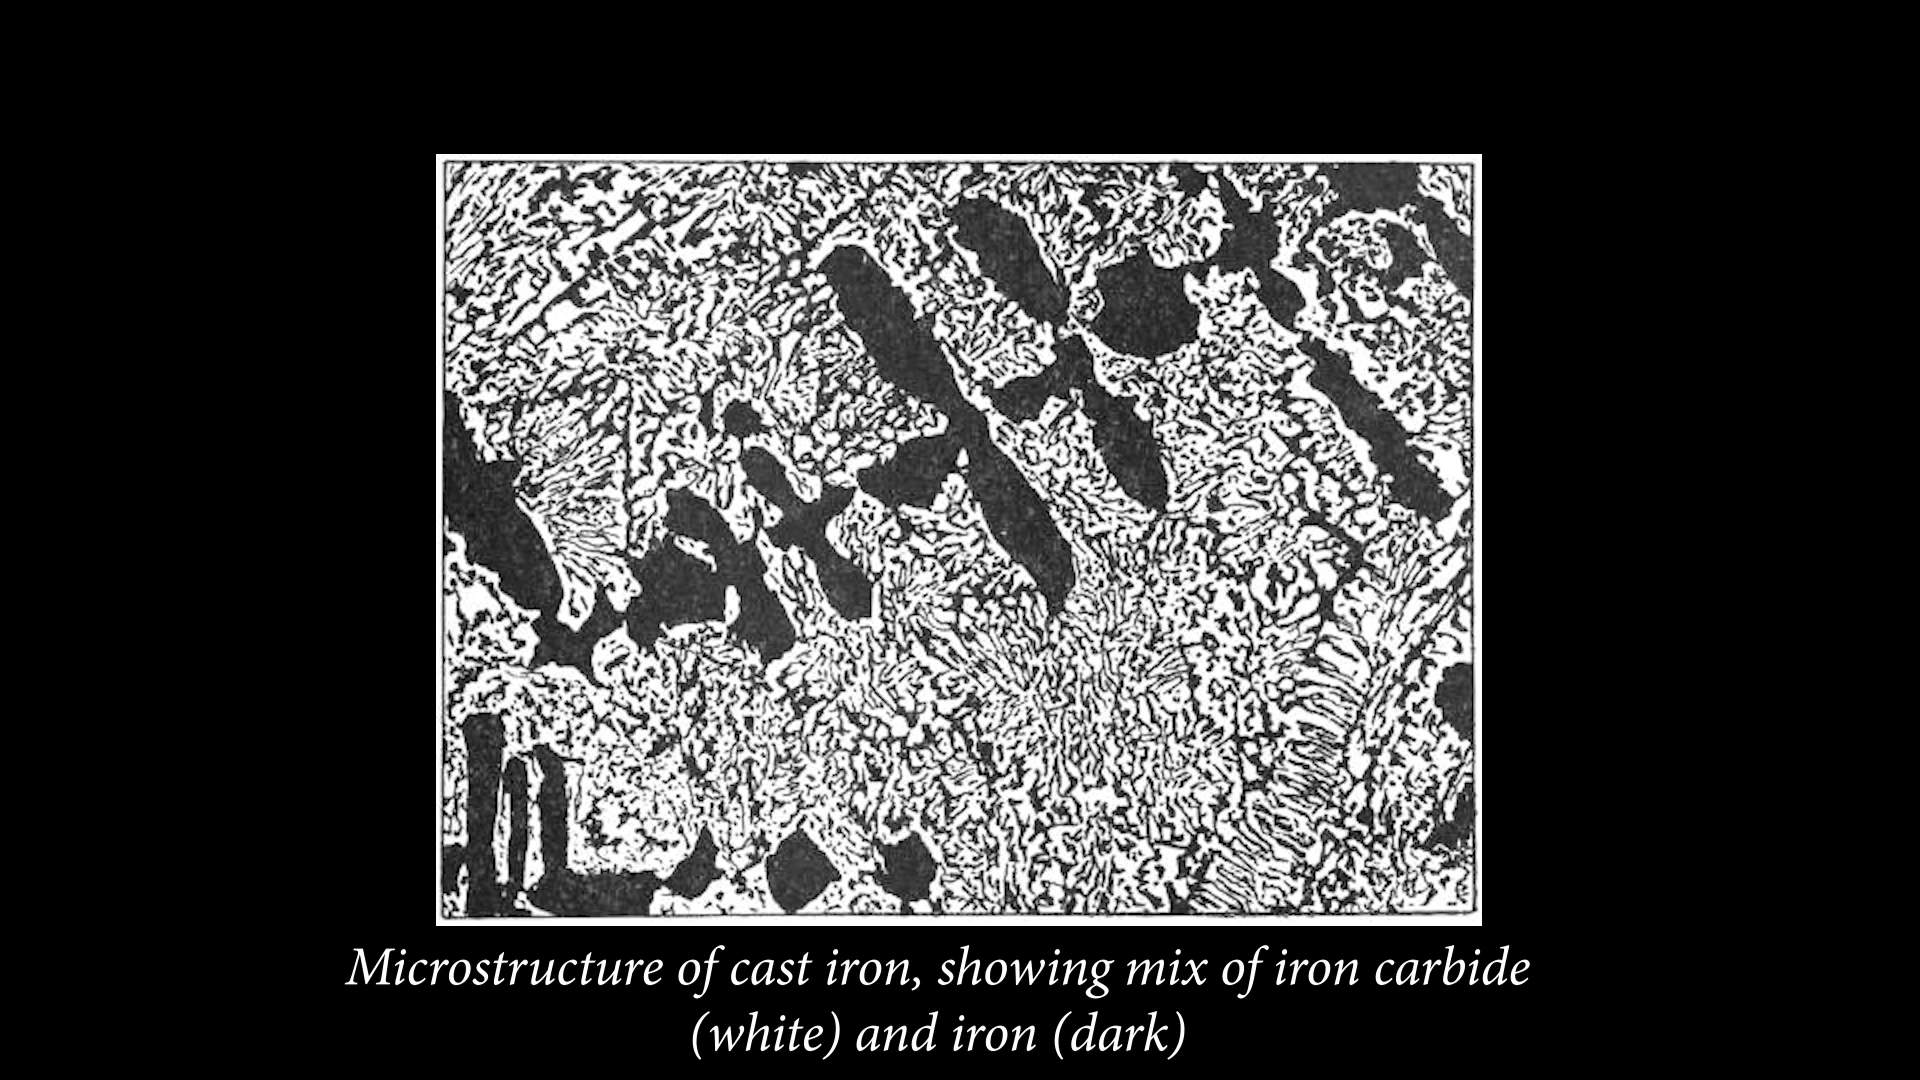 Microstructure of cast iron, showing mix of iron carbide
(white) and iron (dark)